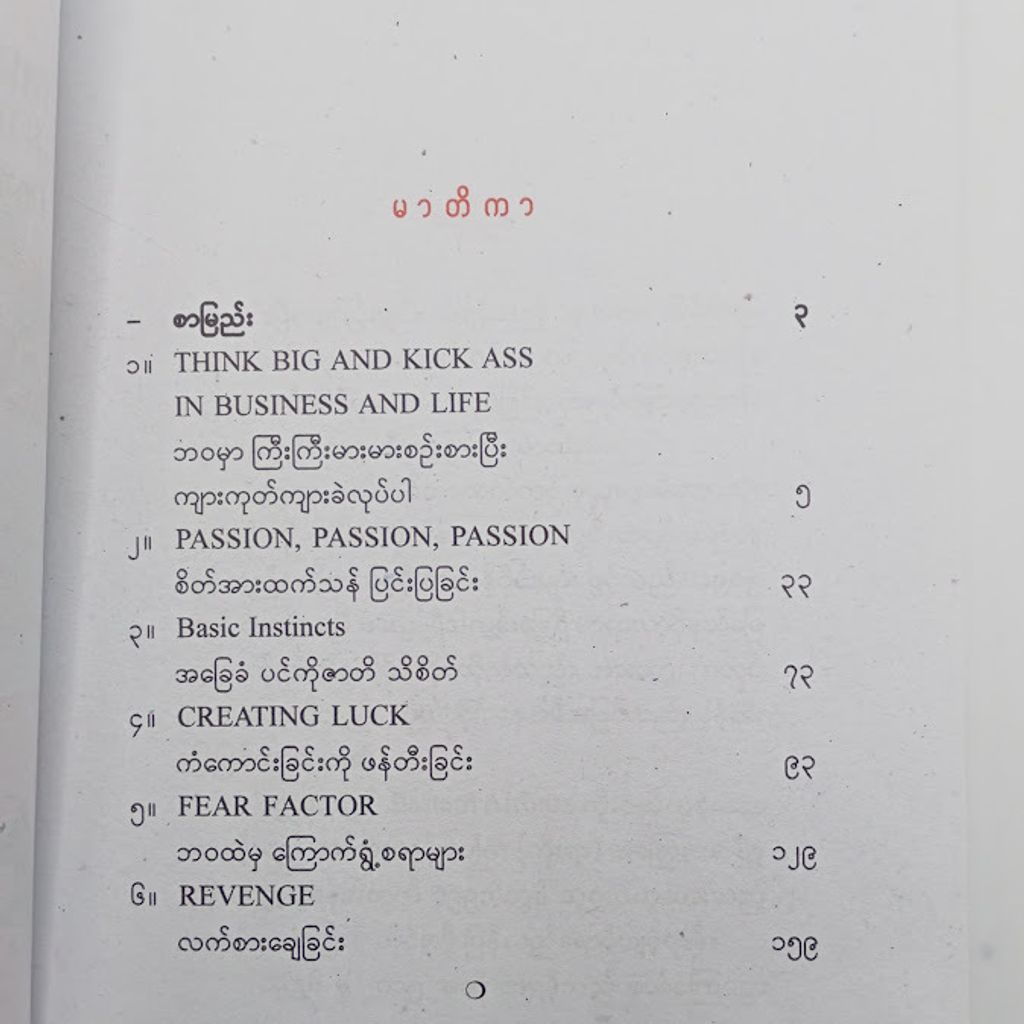 မာတိကာ
– စာမြည်း ၃
၁။ THINK BIG AND KICK ASS
IN BUSINESS AND LIFE
ဘဝမှာ ကြီးကြီးမားမားစဉ်းစားပြီး
ကျားကုတ်ကျားခဲလုပ်ပါ ၅
၂။ PASSION, PASSION, PASSION
စိတ်အားထက်သန် ပြင်းပြခြင်း ၃၃
၃။ Basic Instincts
အခြေခံ ပင်ကိုဇာတိ သိစိတ် ၇၃
၄။ CREATING LUCK
ကံကောင်းခြင်းကို ဖန်တီးခြင်း ၉၃
၅။ FEAR FACTOR
ဘဝထဲမှ ကြောက်ရွံ့စရာများ ၁၂၉
၆။ REVENGE
လက်စားချေခြင်း ၁၅၉